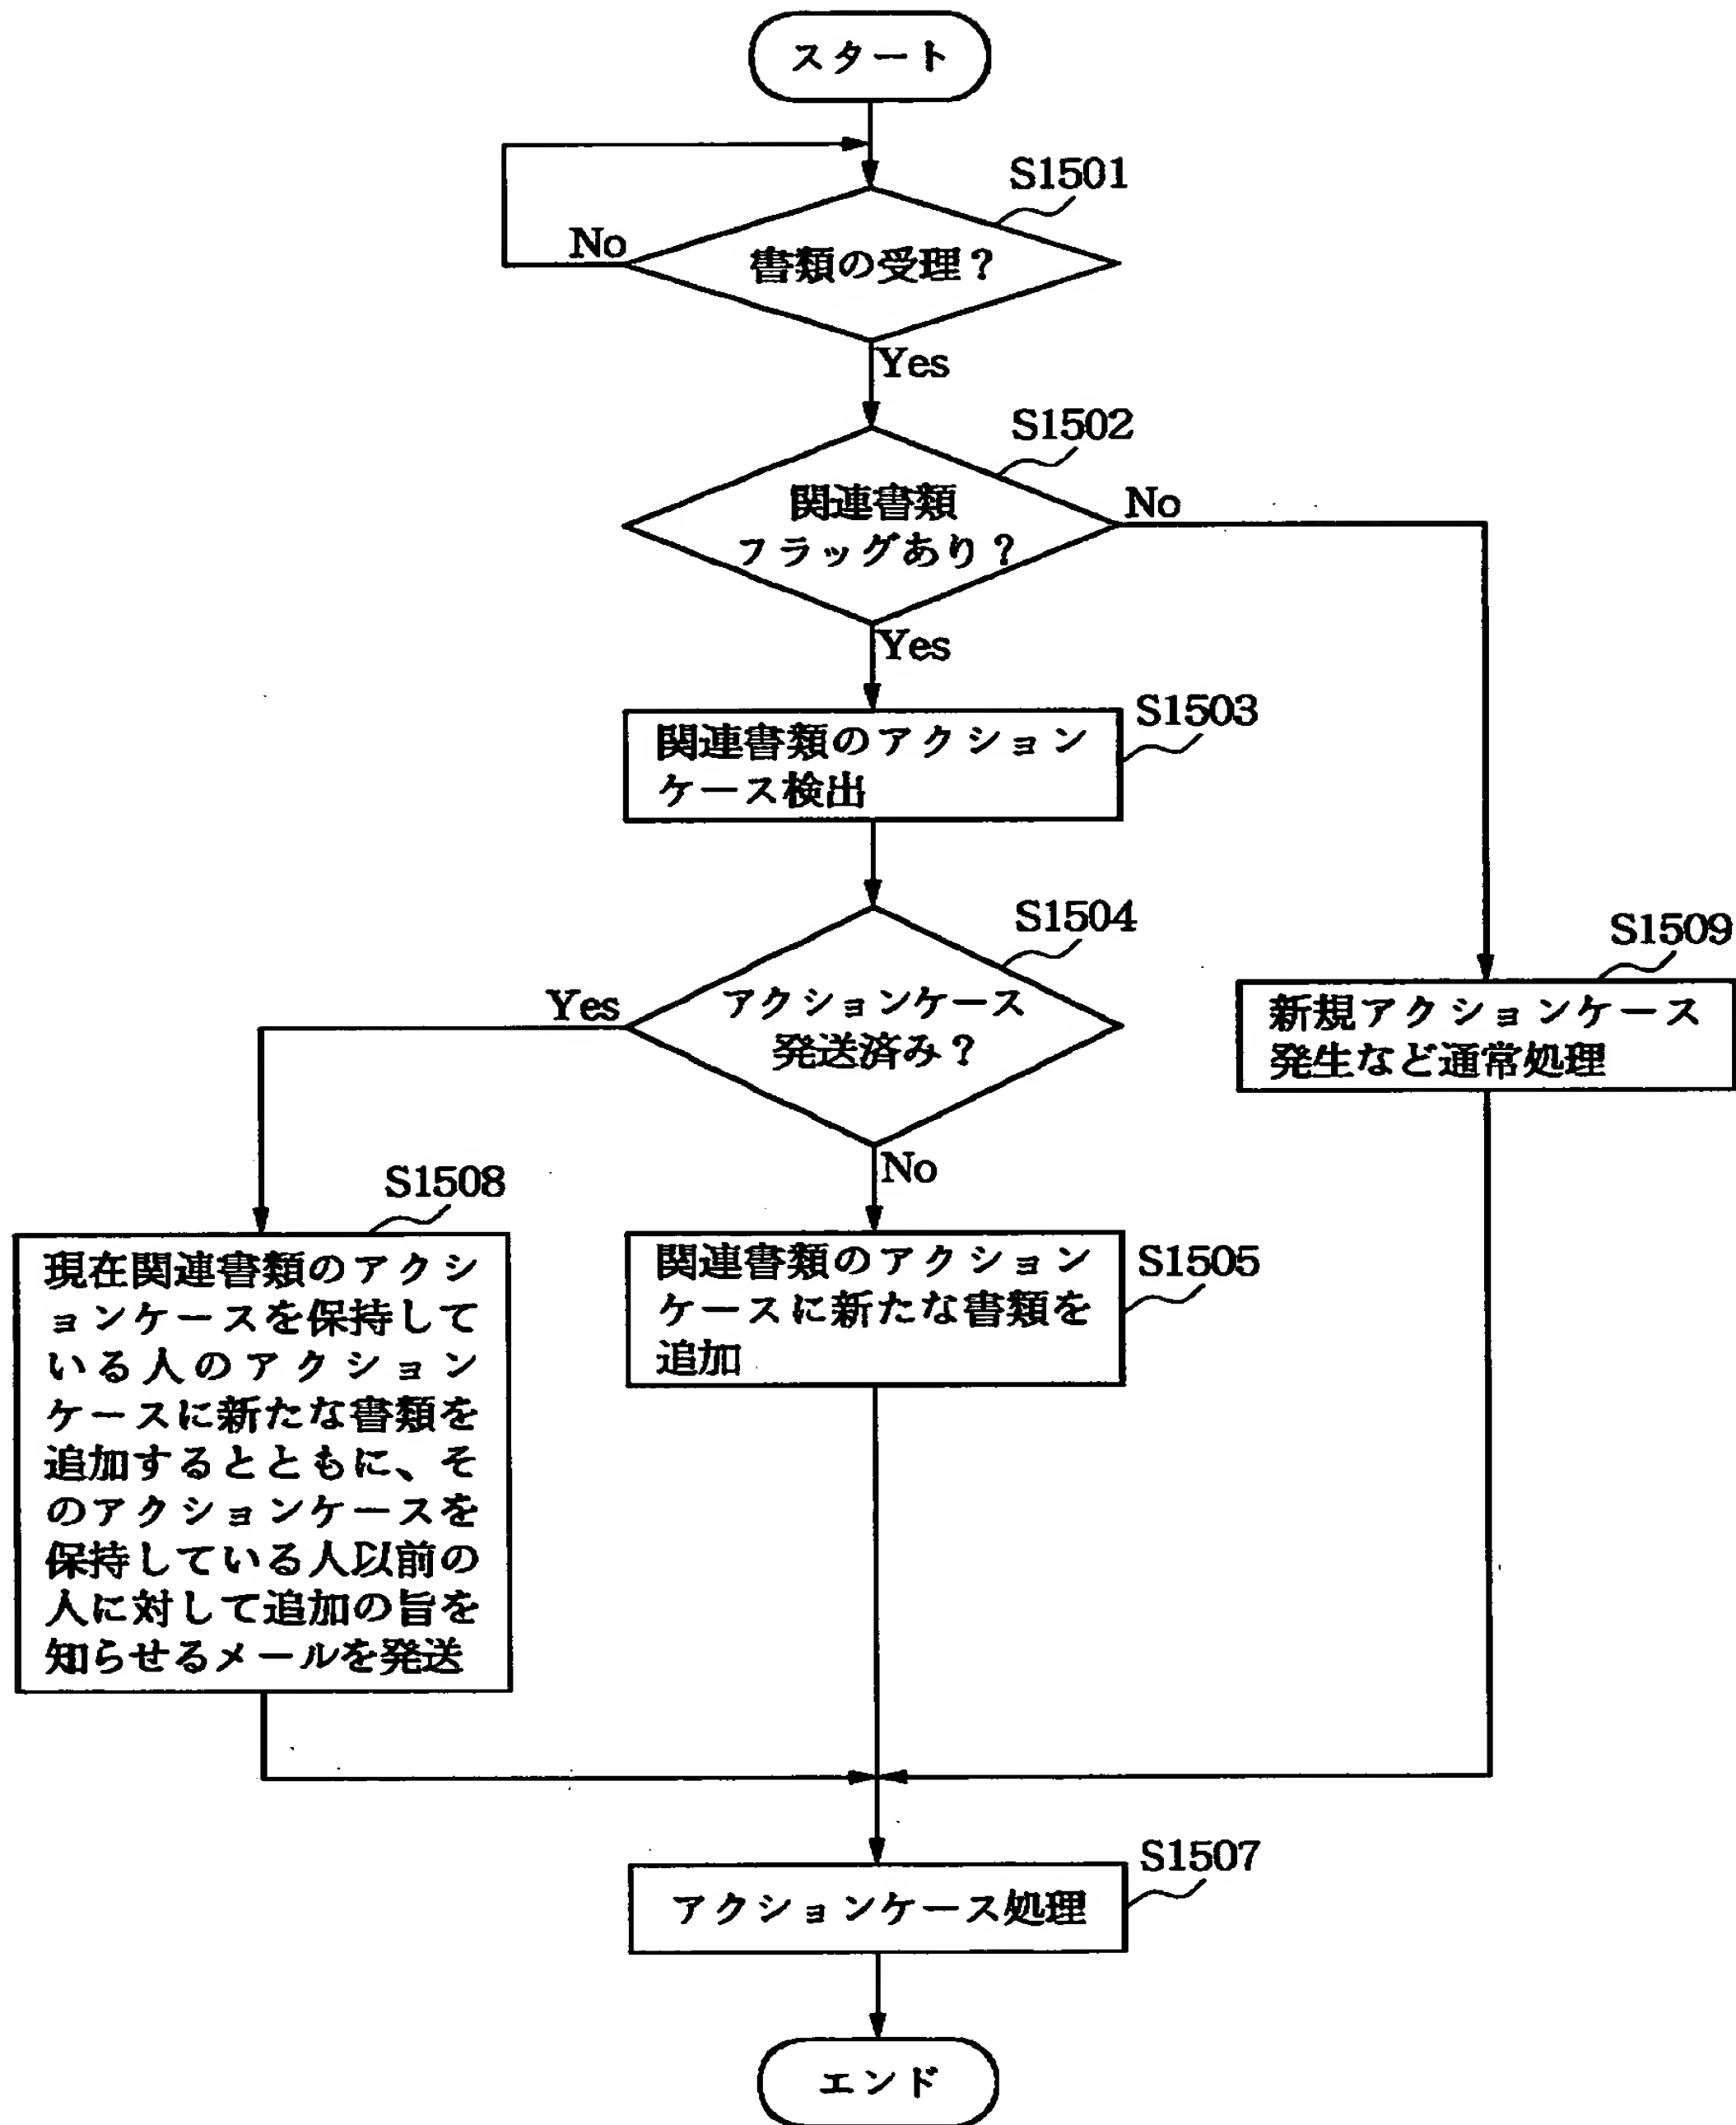 スタート
S1501
No
書類の受理？
Yes
S1502
関連書類
フラッグあり？
No
Yes
S1503
関連書類のアクション
ケース検出
S1504
アクションケース
発送済み？
Yes
No
S1509
新規アクションケース
発生など通常処理
S1508
現在関連書類のアクシ
ョンケースを保持して
いる人のアクション
ケースに新たな書類を
追加するとともに、そ
のアクションケースを
保持している人以前の
人に対して追加の旨を
知らせるメールを発送
S1505
関連書類のアクション
ケースに新たな書類を
追加
S1507
アクションケース処理
エンド